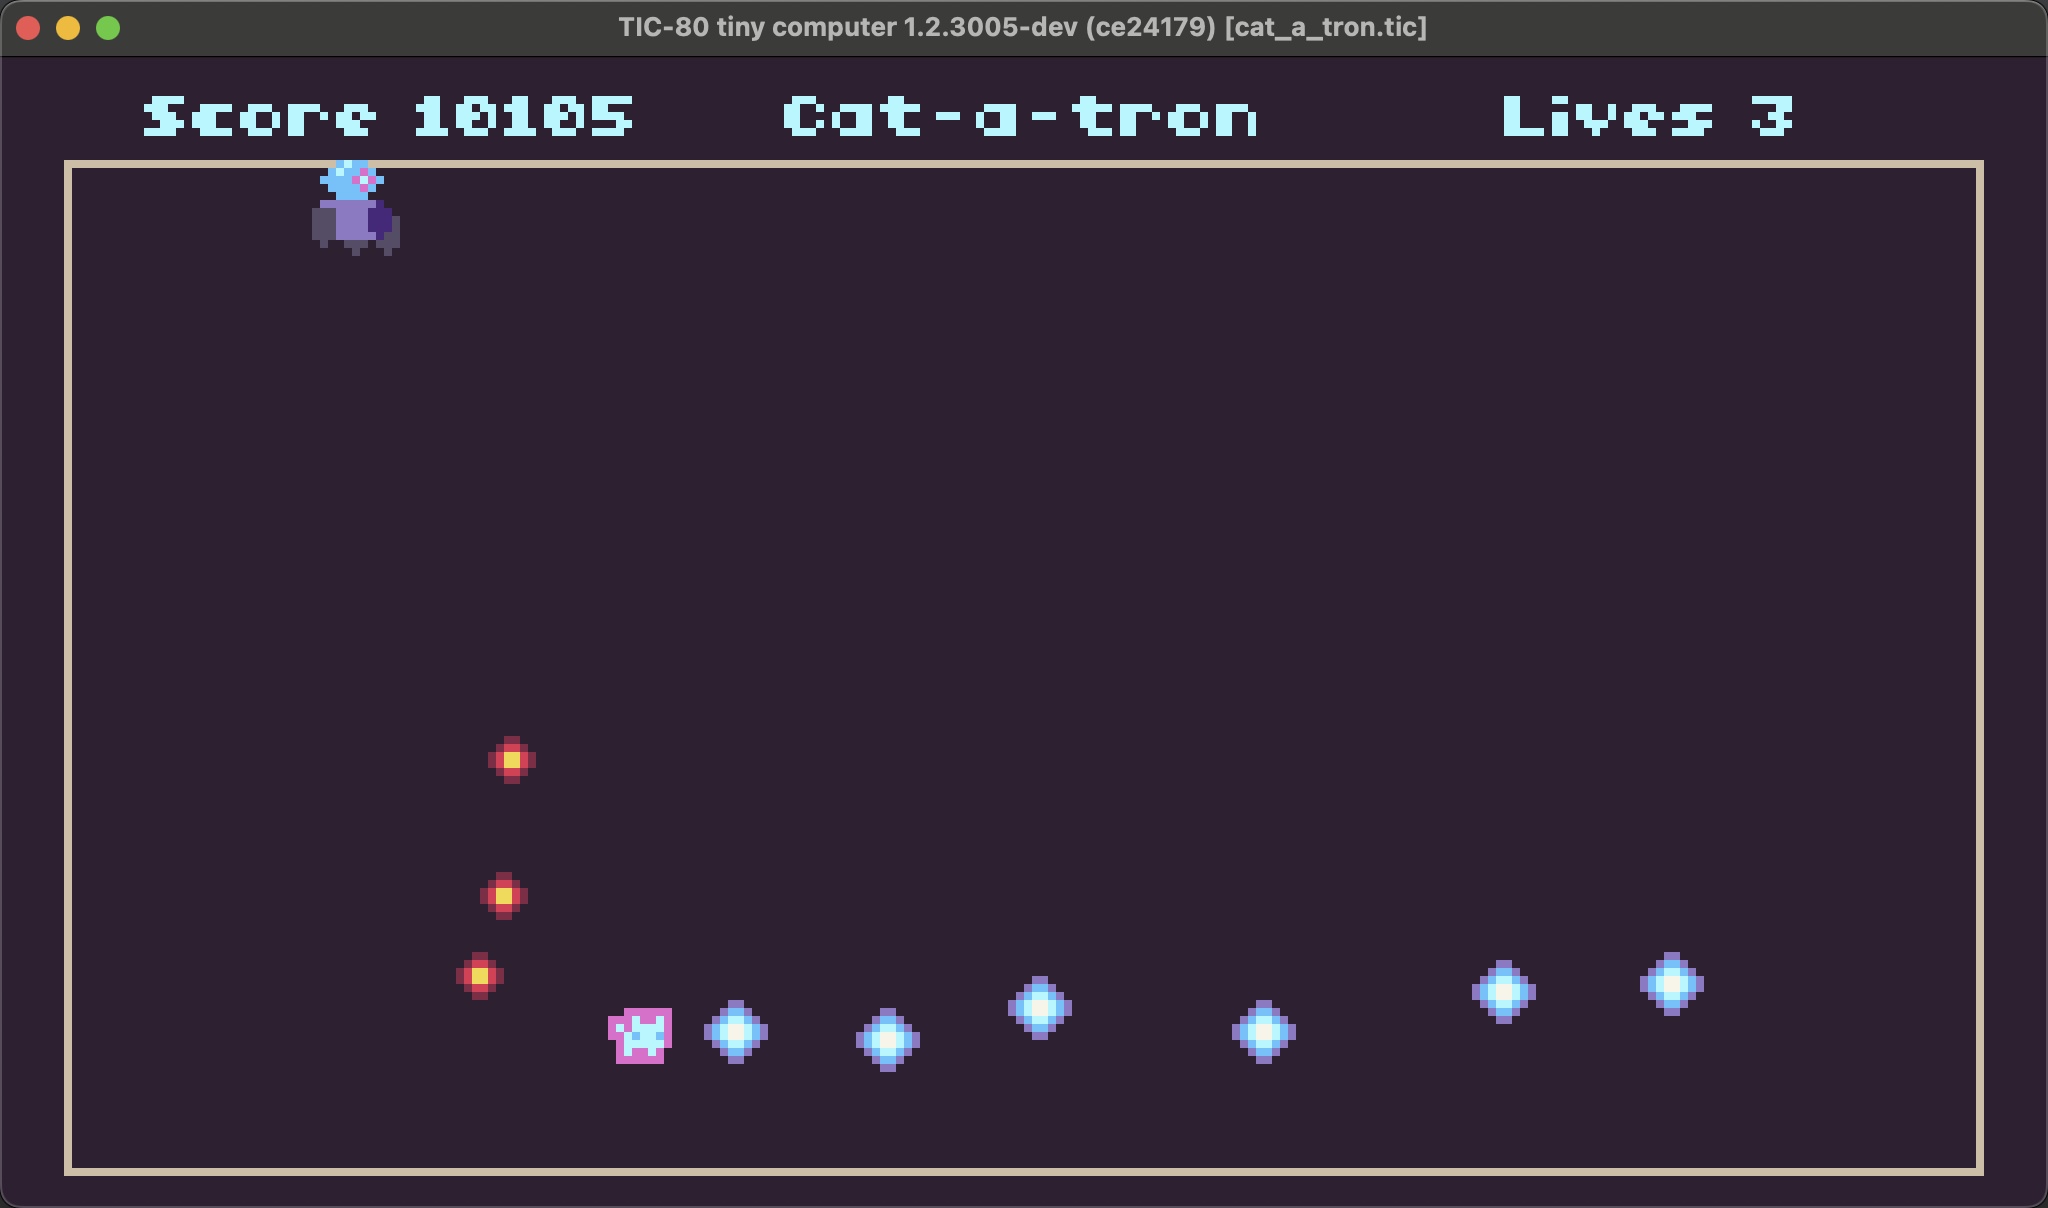 TIC-80 tiny computer 1.2.3005-dev (ce24179) [cat_a_tron.tic]
Score 10105 Cat-a-tron Lives 3